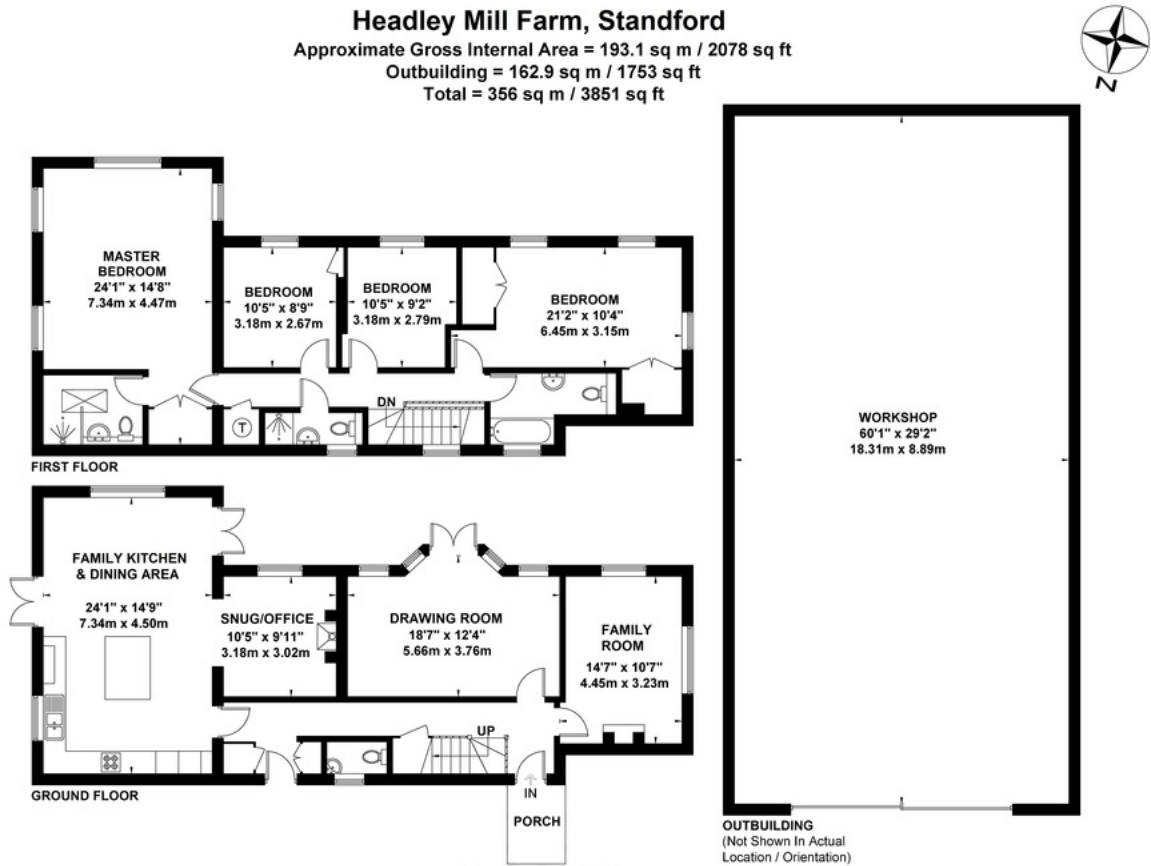 Headley Mill Farm, Standford
Approximate Gross Internal Area = 193.1 sq m / 2078 sq ft
Outbuilding = 162.9 sq m / 1753 sq ft
Total = 356 sq m / 3851 sq ft
N
MASTER
BEDROOM
24'1" x 14'8"
7.34m x 4.47m
BEDROOM
10'5" x 8'9"
3.18m x 2.67m
BEDROOM
10'5" x 9'2"
3.18m x 2.79m
BEDROOM
21'2" x 10'4"
6.45m x 3.15m
DN
T
FIRST FLOOR
FAMILY KITCHEN
& DINING AREA
24'1" x 14'9"
7.34m x 4.50m
SNUG/OFFICE
10'5" x 9'11"
3.18m x 3.02m
DRAWING ROOM
18'7" x 12'4"
5.66m x 3.76m
FAMILY
ROOM
14'7" x 10'7"
4.45m x 3.23m
UP
IN
PORCH
GROUND FLOOR
WORKSHOP
60'1" x 29'2"
18.31m x 8.89m
OUTBUILDING
(Not Shown In Actual
Location / Orientation)